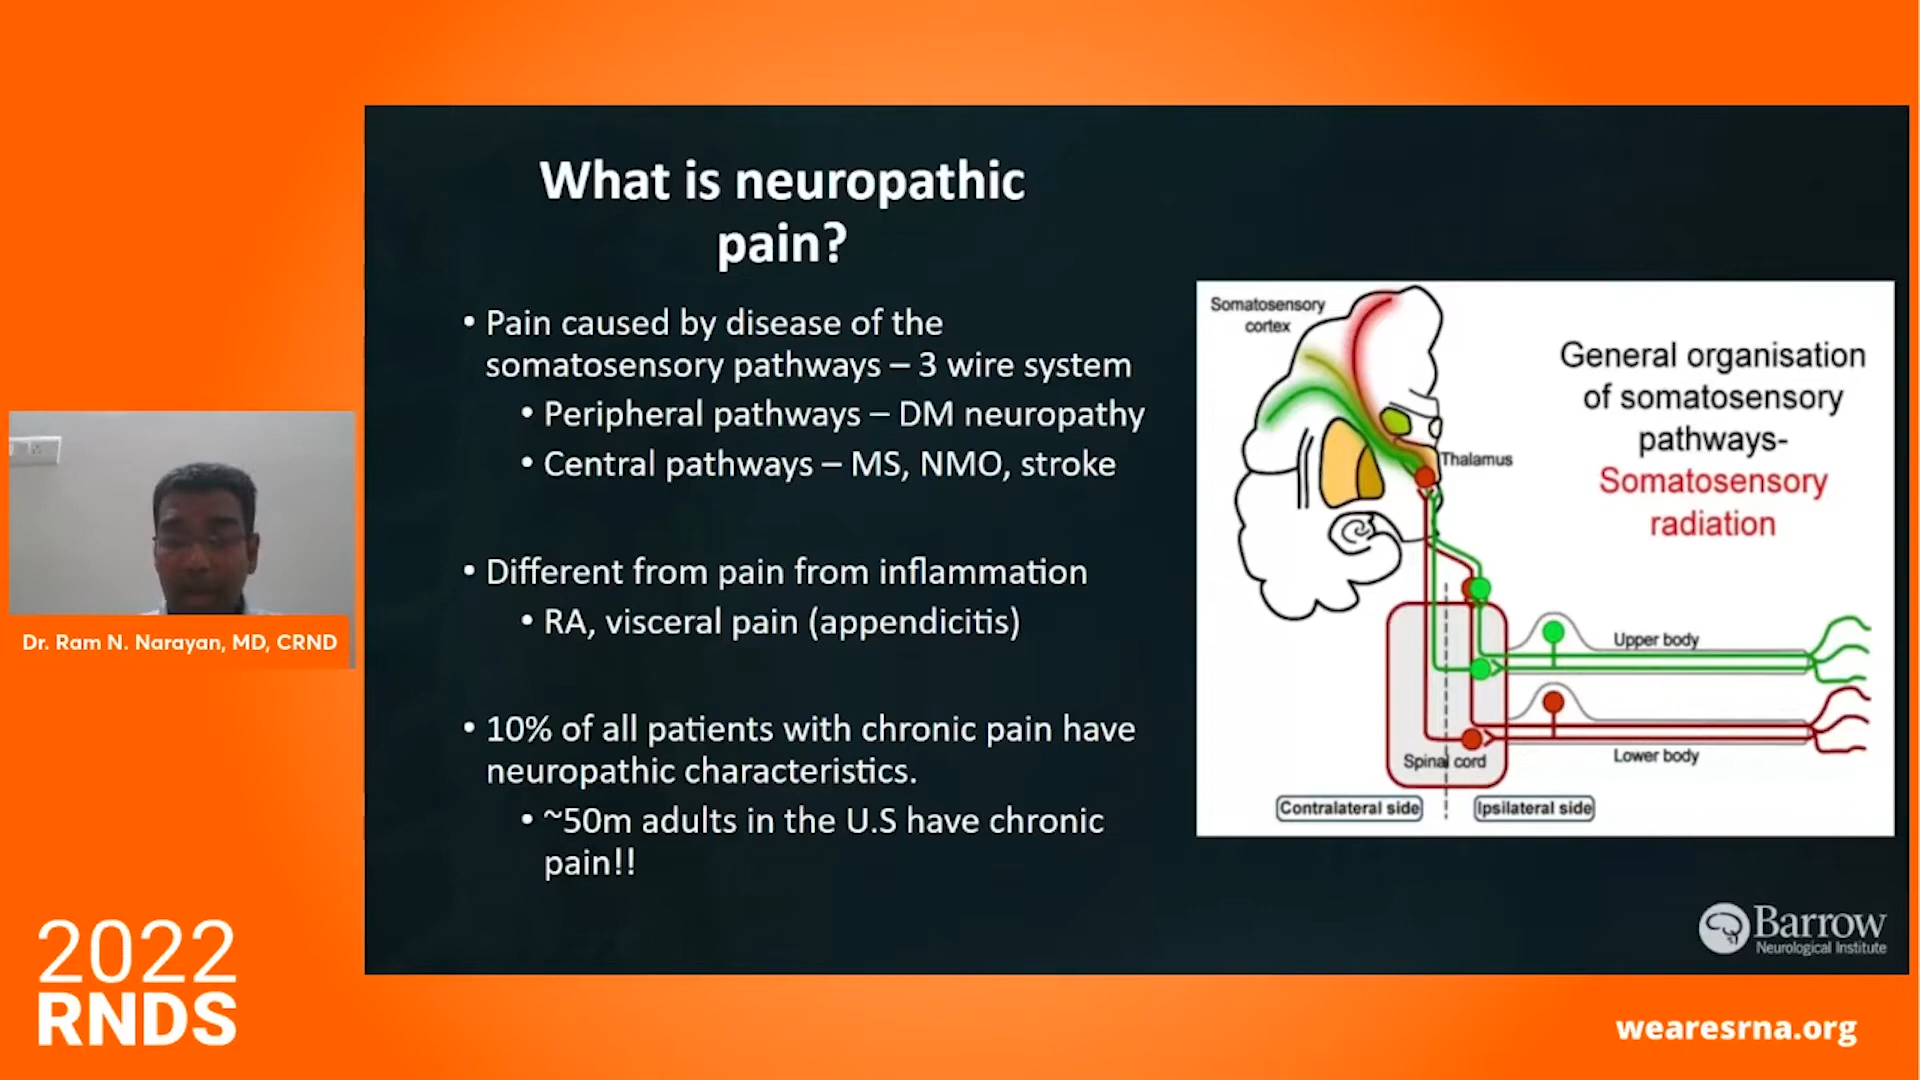 What is neuropathic
pain?
• Pain caused by disease of the
somatosensory pathways – 3 wire system
• Peripheral pathways – DM neuropathy
• Central pathways – MS, NMO, stroke
• Different from pain from inflammation
• RA, visceral pain (appendicitis)
• 10% of all patients with chronic pain have
neuropathic characteristics.
• ~50m adults in the U.S have chronic
pain!!
Somatosensory
cortex
Thalamus
General organisation
of somatosensory
pathways-
Somatosensory
radiation
Upper body
Lower body
Spinal cord
Contralateral side
Ipsilateral side
Barrow
Neurological Institute
Dr. Ram N. Narayan, MD, CRND
2022
RNDS
wearesrna.org